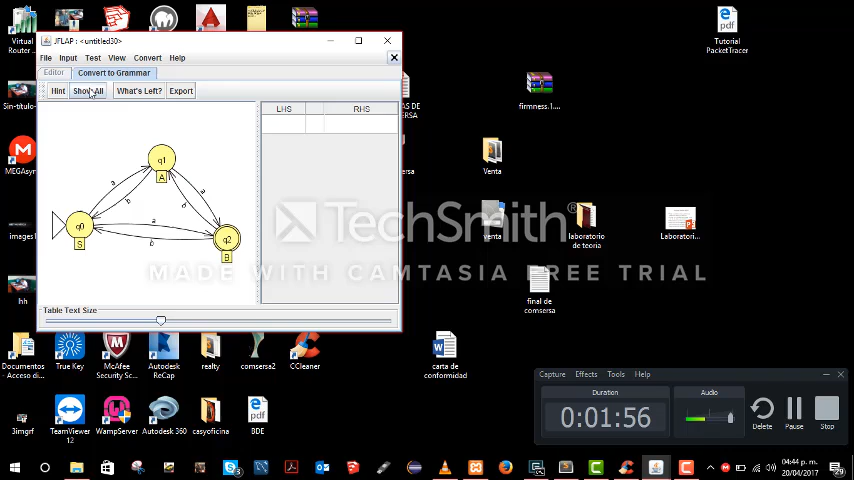 JFLAP : <untitled30>
File Input Test View Convert Help
Editor Convert to Grammar
Hint Show All What's Left? Export
LHS RHS
q1
A
a
b
a
q0
S
a
b
q2
B
Table Text Size
Virtual
Router ...
Sin-título-...
MEGAsyn
images1
hh
Documentos
- Acceso di...
True Key
McAfee
Security Sc...
Autodesk
ReCap
realty
comsersa2
CCleaner
3imgrf
TeamViewer
12
WampServer
Autodesk 360
casyoficina
BDE
Tutorial
PacketTracer
firmness.1....
Venta
venta
laboratorio
de teoria
Laboratori...
final de
comsersa
carta de
conformidad
TechSmith®
MADE WITH CAMTASIA FREE TRIAL
Capture Effects Tools Help
Duration
0:01:56
Audio
Delete Pause Stop
04:44 p. m.
20/04/2017
29